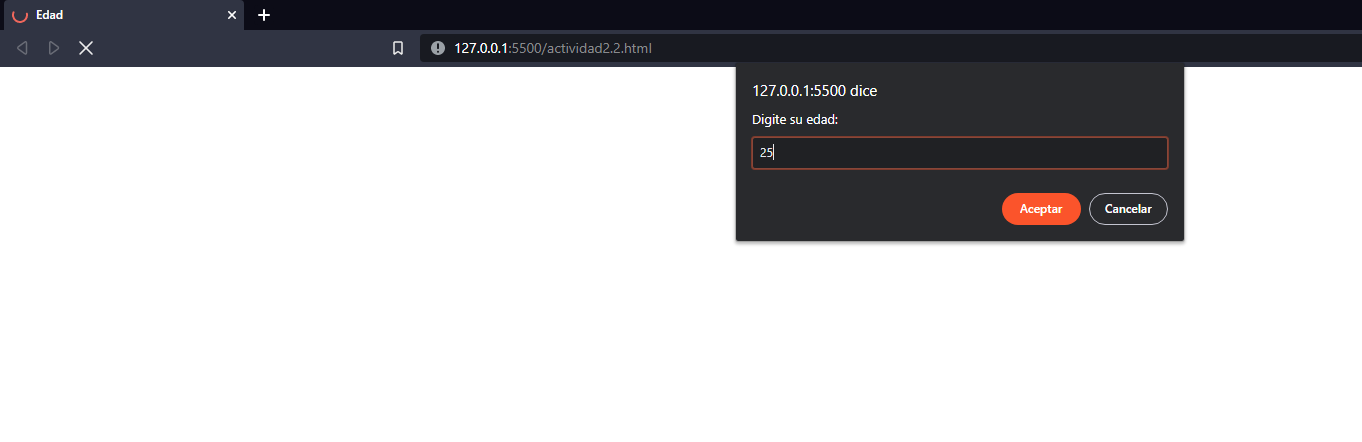 Edad
127.0.0.1:5500/actividad2.2.html
127.0.0.1:5500 dice
Digite su edad:
25
Aceptar Cancelar